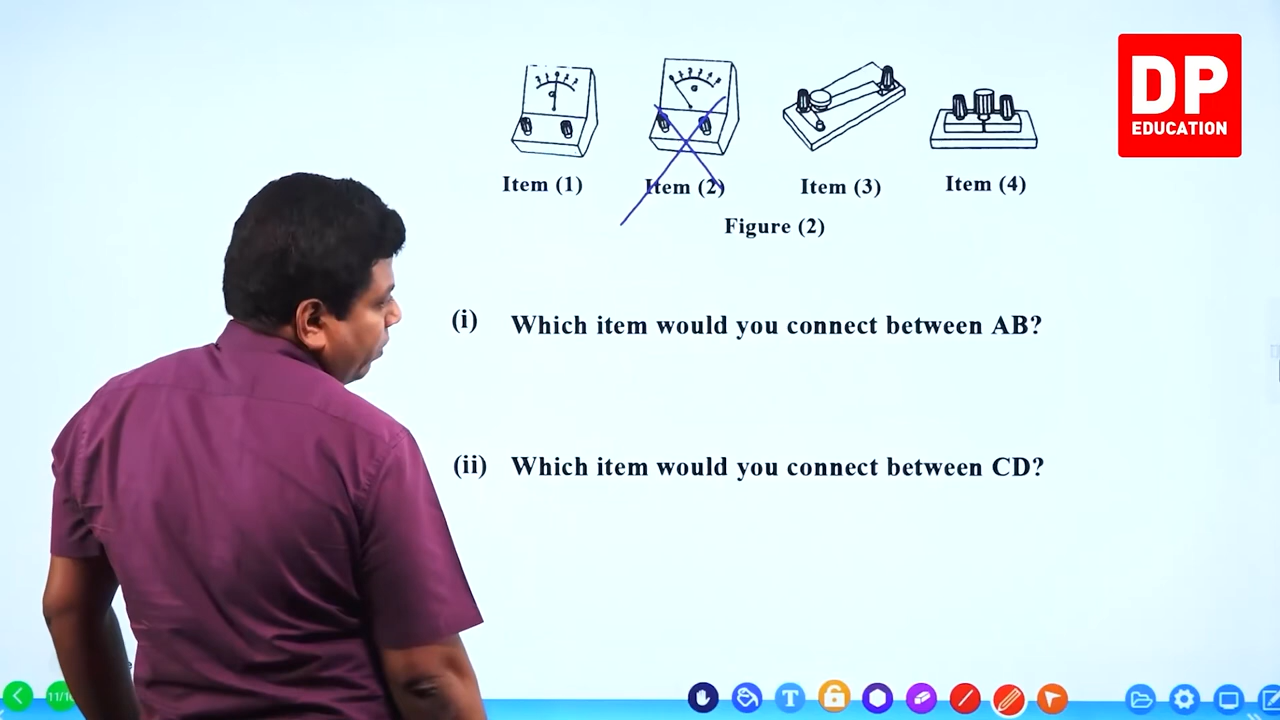 DP
EDUCATION
Item (1)
Item (2)
Item (3)
Item (4)
Figure (2)
(i) Which item would you connect between AB?
(ii) Which item would you connect between CD?
T